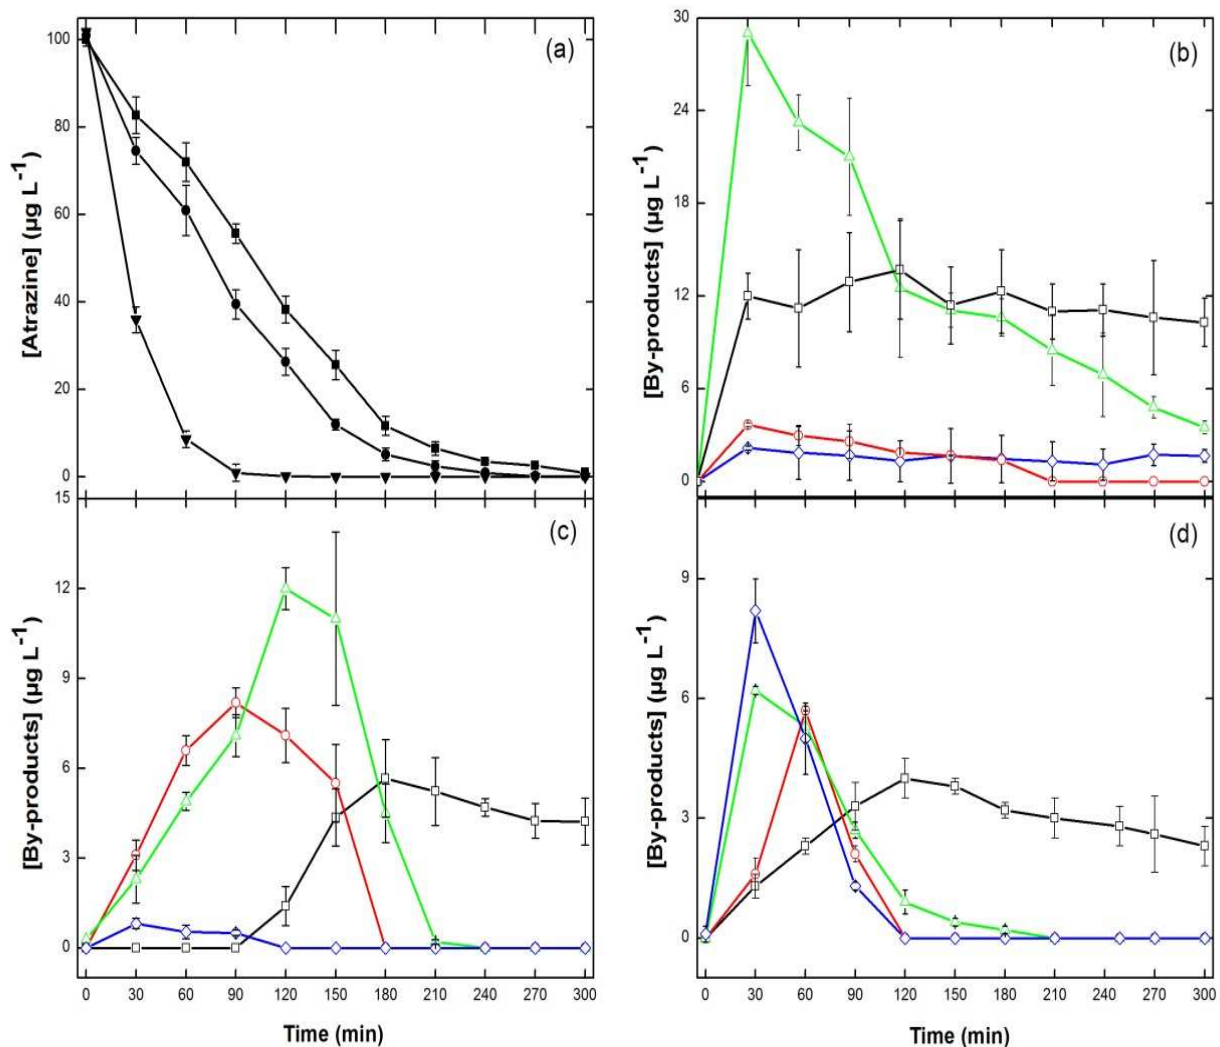 (a)
[Atrazine] (µg L⁻¹)
100
80
60
40
20
0
(b)
[By-products] (µg L⁻¹)
30
24
18
12
6
0
(c)
[By-products] (µg L⁻¹)
15
12
9
6
3
0
0 30 60 90 120 150 180 210 240 270 300
Time (min)
(d)
[By-products] (µg L⁻¹)
9
6
3
0
0 30 60 90 120 150 180 210 240 270 300
Time (min)